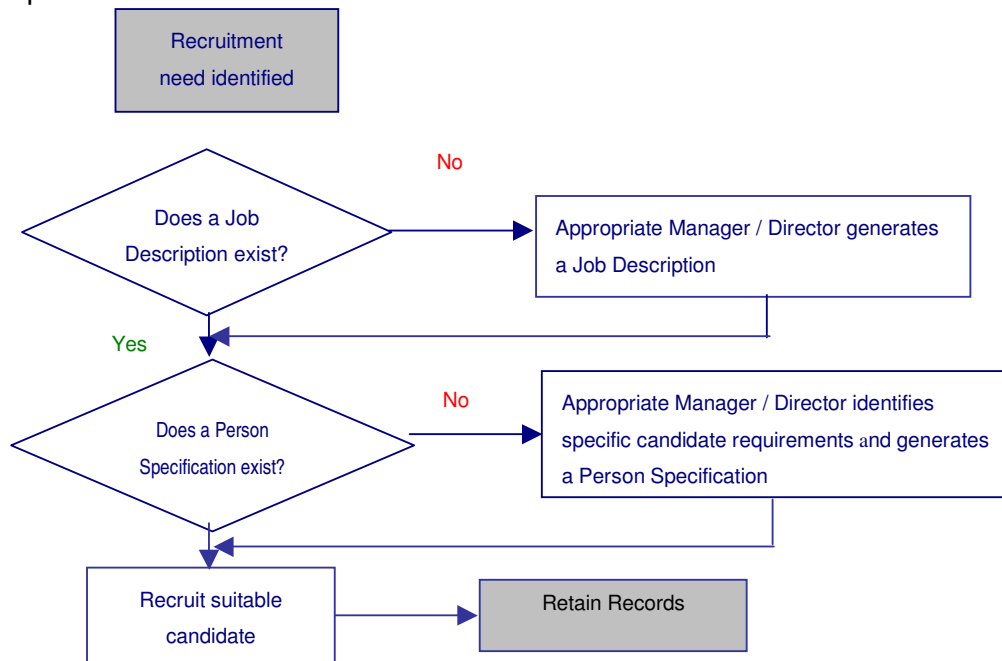 Recruitment
need identified
No
Does a Job
Description exist?
Appropriate Manager / Director generates
a Job Description
Yes
No
Does a Person
Specification exist?
Appropriate Manager / Director identifies
specific candidate requirements and generates
a Person Specification
Recruit suitable
candidate
Retain Records